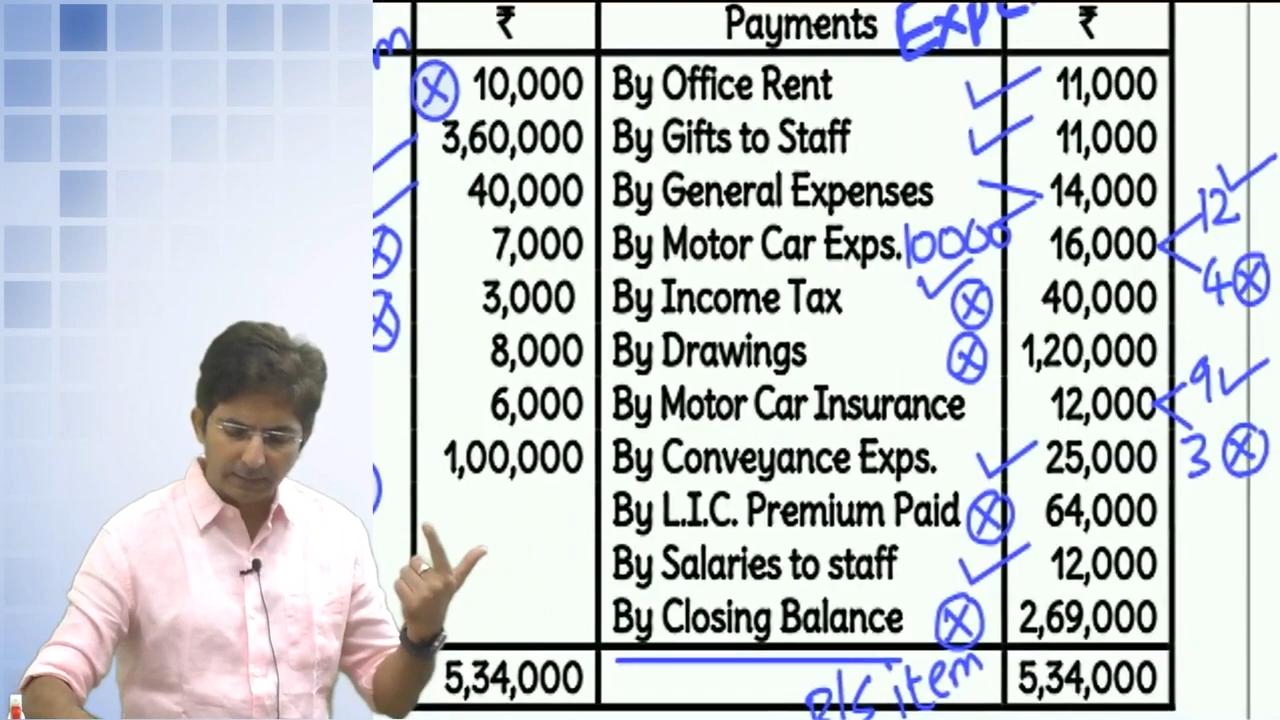 ₹ Payments Expe ₹
10,000 By Office Rent 11,000
3,60,000 By Gifts to Staff 11,000
40,000 By General Expenses 14,000 12
7,000 By Motor Car Exps. 10000 16,000 4
3,000 By Income Tax 40,000
8,000 By Drawings 1,20,000
6,000 By Motor Car Insurance 12,000 9
1,00,000 By Conveyance Exps. 25,000 3
By L.I.C. Premium Paid 64,000
By Salaries to staff 12,000
By Closing Balance 2,69,000
5,34,000 B/S item 5,34,000